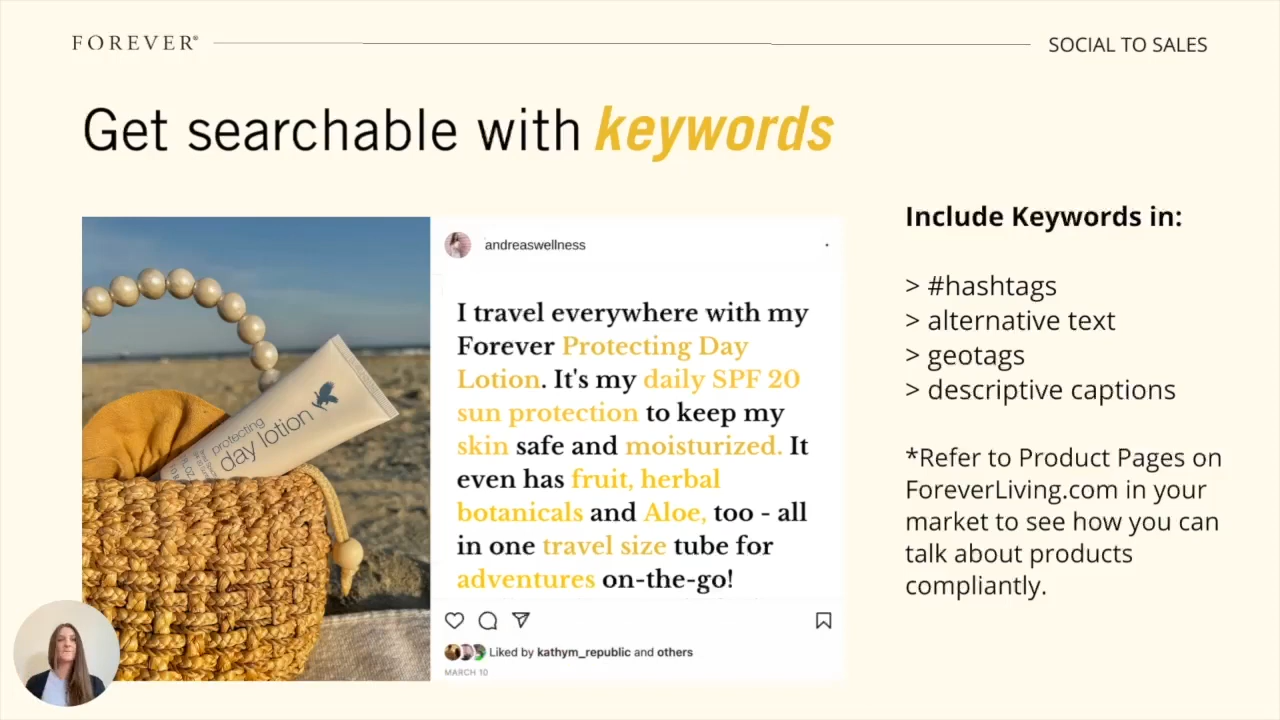 FOREVER®
SOCIAL TO SALES
Get searchable with keywords
protecting
day lotion
andreaswellness
I travel everywhere with my
Forever Protecting Day
Lotion. It's my daily SPF 20
sun protection to keep my
skin safe and moisturized. It
even has fruit, herbal
botanicals and Aloe, too - all
in one travel size tube for
adventures on-the-go!
Liked by kathym_republic and others
MARCH 10
Include Keywords in:
> #hashtags
> alternative text
> geotags
> descriptive captions
*Refer to Product Pages on
ForeverLiving.com in your
market to see how you can
talk about products
compliantly.